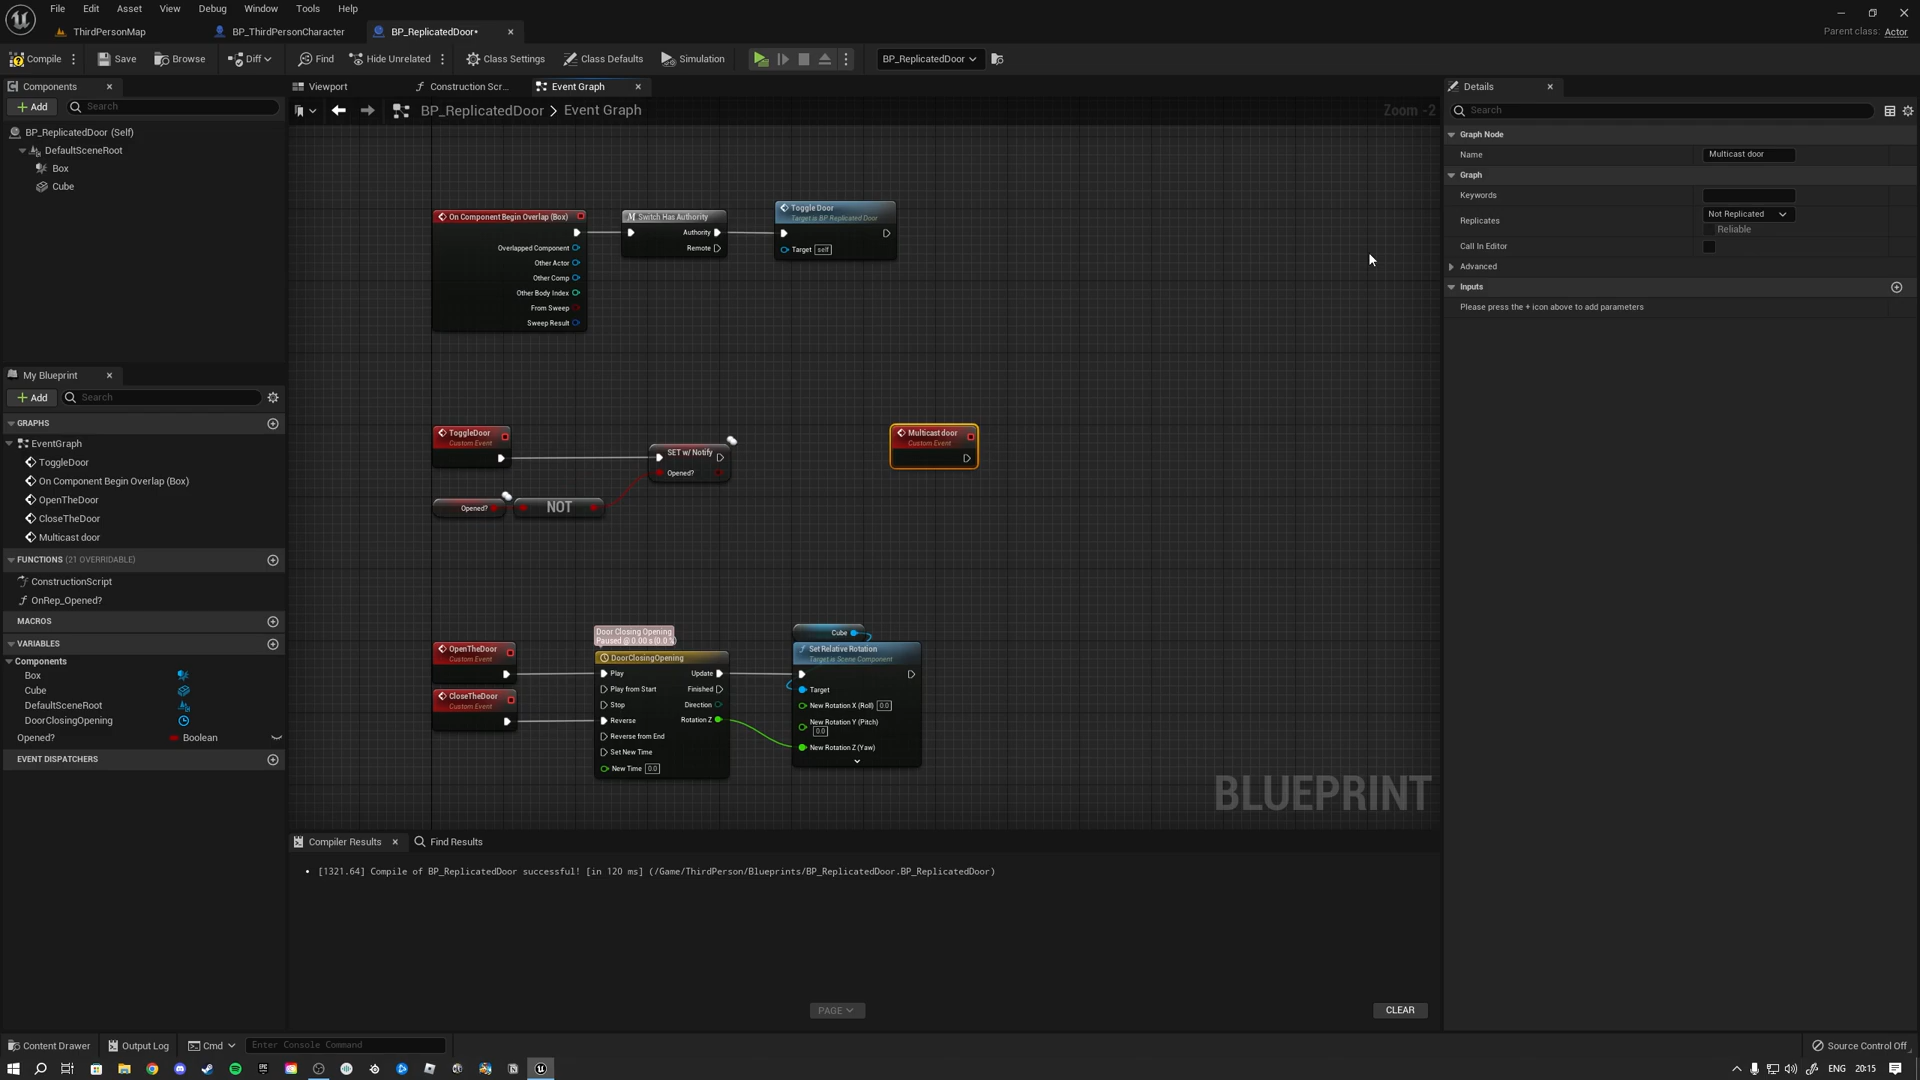 File Edit Asset View Window Debug Tools Help
ThirdPersonMap
BP_ThirdPersonCharacter
BP_ReplicatedDoor•
Parent class: Actor
Compile
Save
Browse
Diff
Find
Hide Unrelated
Class Settings
Class Defaults
Simulation
BP_ReplicatedDoor
Components
Add
Search
BP_ReplicatedDoor (Self)
DefaultSceneRoot
Box
Cube
My Blueprint
Add
Search
GRAPHS
EventGraph
ToggleDoor
On Component Begin Overlap (Box)
OpenTheDoor
CloseTheDoor
Multicast door
FUNCTIONS (21 OVERRIDABLE)
ConstructionScript
OnRep_Opened?
MACROS
VARIABLES
Components
Box
Cube
DefaultSceneRoot
DoorClosingOpening
Opened? Boolean
EVENT DISPATCHERS
Viewport
Construction Scr...
Event Graph
BP_ReplicatedDoor > Event Graph
Zoom -2
On Component Begin Overlap (Box)
Overlapped Component
Other Actor
Other Comp
Other Body Index
From Sweep
Sweep Result
Switch Has Authority
Authority
Remote
Toggle Door
Target is BP Replicated Door
Target self
ToggleDoor
Custom Event
SET w/ Notify
Opened?
Opened?
NOT
Multicast door
Custom Event
OpenTheDoor
Custom Event
CloseTheDoor
Custom Event
Door Closing Opening
Paused @ 0.00 s (0.0 %)
DoorClosingOpening
Play Update
Play from Start Finished
Stop Direction
Reverse Rotation Z
Reverse from End
Set New Time
New Time 0.0
Cube
Set Relative Rotation
Target is Scene Component
Target
New Rotation X (Roll) 0.0
New Rotation Y (Pitch)
0.0
New Rotation Z (Yaw)
BLUEPRINT
Compiler Results
Find Results
• [1321.64] Compile of BP_ReplicatedDoor successful! [in 120 ms] (/Game/ThirdPerson/Blueprints/BP_ReplicatedDoor.BP_ReplicatedDoor)
PAGE
CLEAR
Details
Search
Graph Node
Name Multicast door
Graph
Keywords
Replicates Not Replicated
Reliable
Call In Editor
Advanced
Inputs
Please press the + icon above to add parameters
Content Drawer
Output Log
Cmd
Enter Console Command
Source Control Off
ENG 20:15